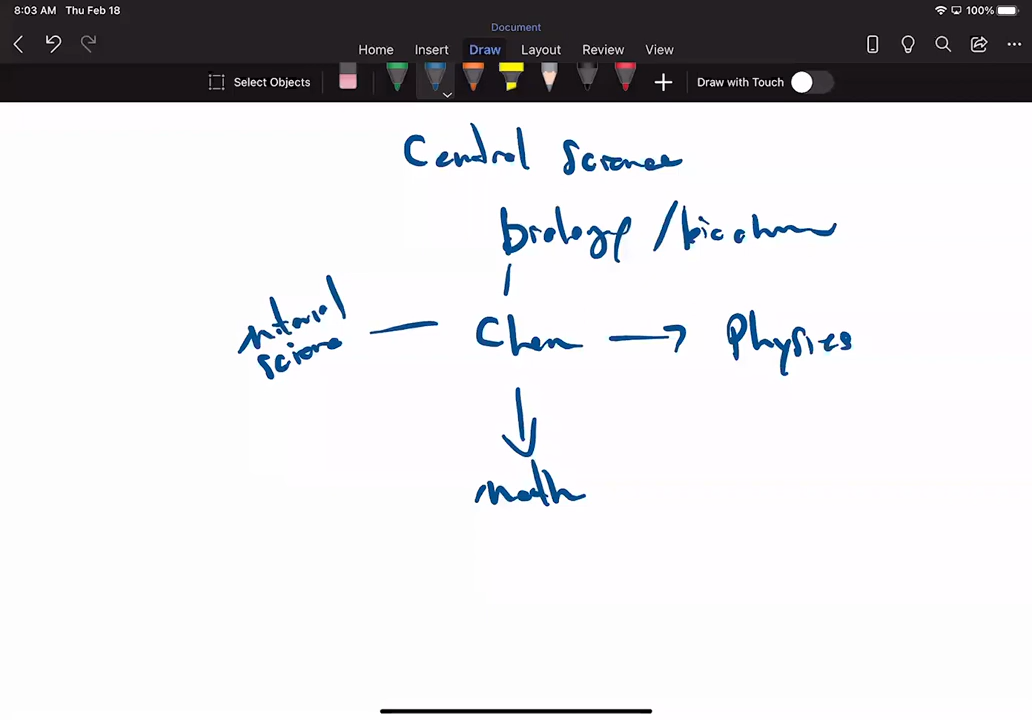 8:03 AM Thu Feb 18
100%
Document
Home Insert Draw Layout Review View
Select Objects
Draw with Touch
Central Science
biology /biochem
Chem
Physics
science
math